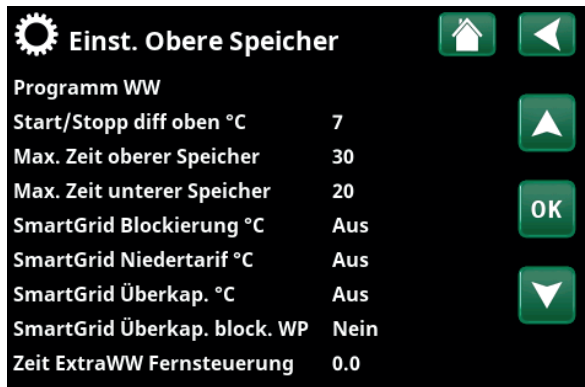 Einst. Obere Speicher
Programm WW
Start/Stopp diff oben °C 7
Max. Zeit oberer Speicher 30
Max. Zeit unterer Speicher 20
OK
SmartGrid Blockierung °C Aus
SmartGrid Niedertarif °C Aus
SmartGrid Überkap. °C Aus
SmartGrid Überkap. block. WP Nein
Zeit ExtraWW Fernsteuerung 0.0